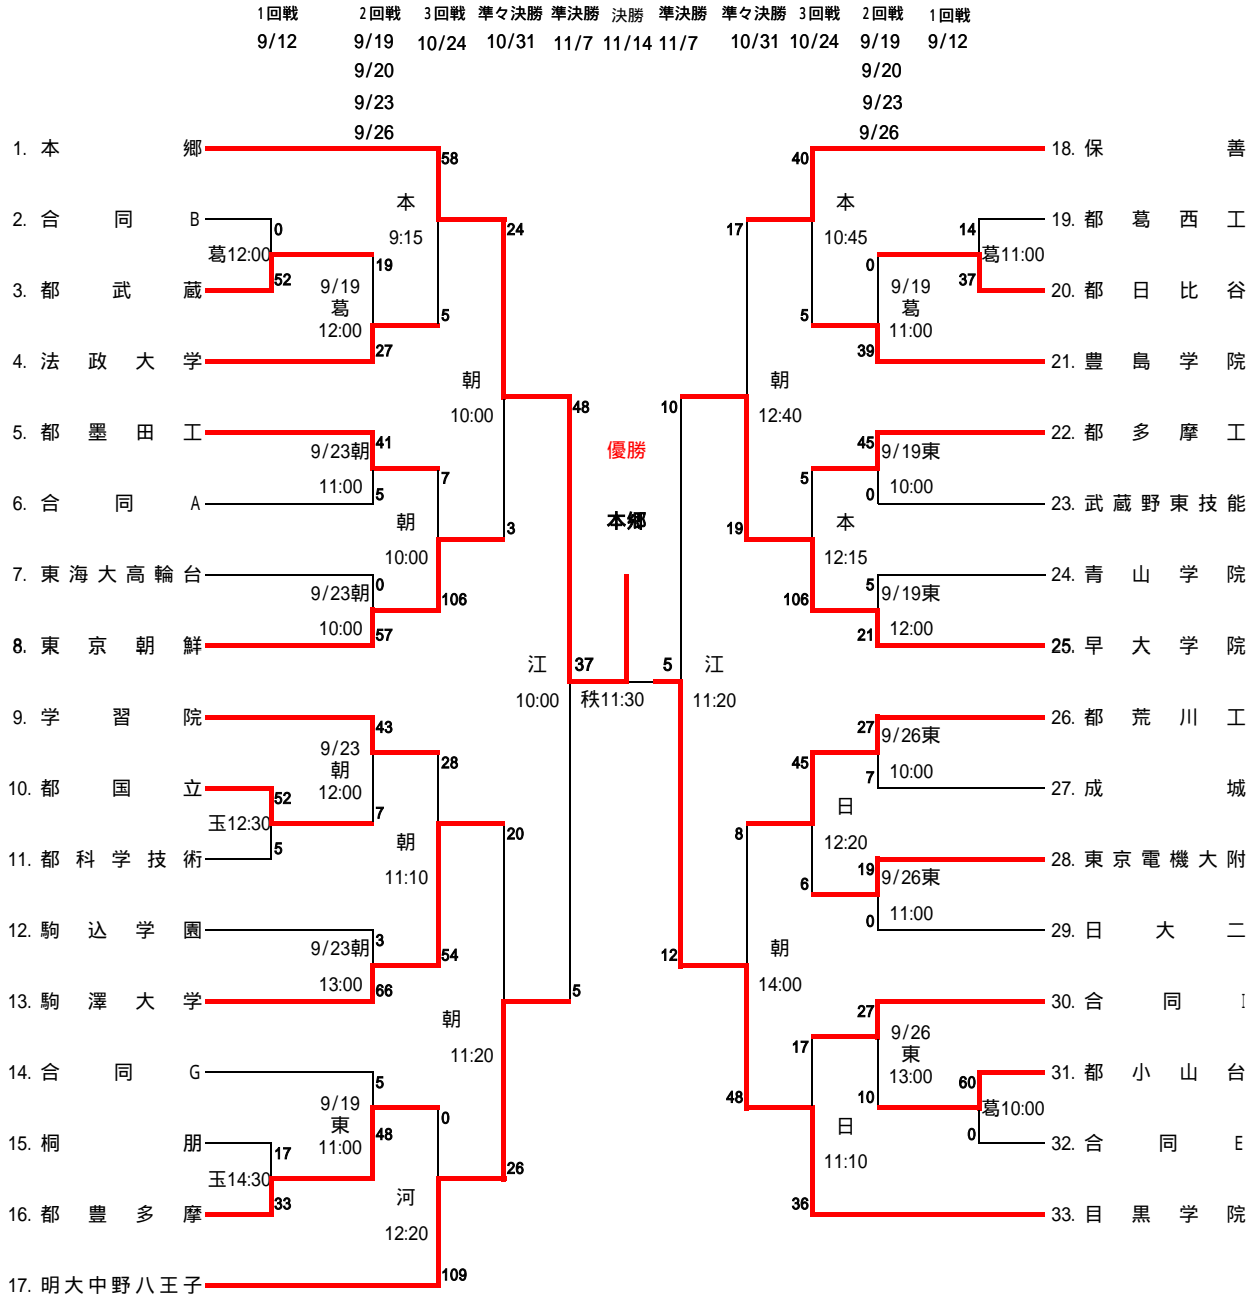 1回戦 2回戦 3回戦 準々決勝 準決勝 決勝 準決勝 準々決勝 3回戦 2回戦 1回戦
9/12 9/19 10/24 10/31 11/7 11/14 11/7 10/31 10/24 9/19 9/12
9/20 9/20
9/23 9/23
9/26 9/26
1. 本郷
58
本
9:15
2. 合同B
0
24
葛12:00
19
3. 都武蔵
52
9/19
葛
12:00
5
4. 法政大学
27
朝
10:00
48
5. 都墨田工
41
9/23朝
11:00
7
6. 合同A
5
朝
10:00
3
7. 東海大高輪台
0
9/23朝
10:00
106
8. 東京朝鮮
57
江
10:00
37
9. 学習院
43
9/23
朝
12:00
28
10. 都国立
52
玉12:30
7
11. 都科学技術
5
朝
11:10
20
12. 駒込学園
3
9/23朝
13:00
54
13. 駒澤大学
66
5
朝
11:20
14. 合同G
5
9/19
東
11:00
0
15. 桐朋
17
48
玉14:30
26
16. 都豊多摩
33
河
12:20
17. 明大中野八王子
109
優勝
本郷
秩11:30
18. 保善
40
本
10:45
19. 都葛西工
14
17
葛11:00
0
20. 都日比谷
37
9/19
葛
11:00
5
21. 豊島学院
39
朝
12:40
10
22. 都多摩工
45
9/19東
10:00
5
23. 武蔵野東技能
0
本
12:15
19
24. 青山学院
5
9/19東
12:00
106
25. 早大学院
21
5
江
11:20
26. 都荒川工
27
9/26東
10:00
45
27. 成城
7
日
12:20
8
28. 東京電機大附
19
9/26東
11:00
6
29. 日大二
0
朝
14:00
12
30. 合同I
27
9/26
東
13:00
17
31. 都小山台
60
葛10:00
10
48
32. 合同E
0
日
11:10
33. 目黒学院
36